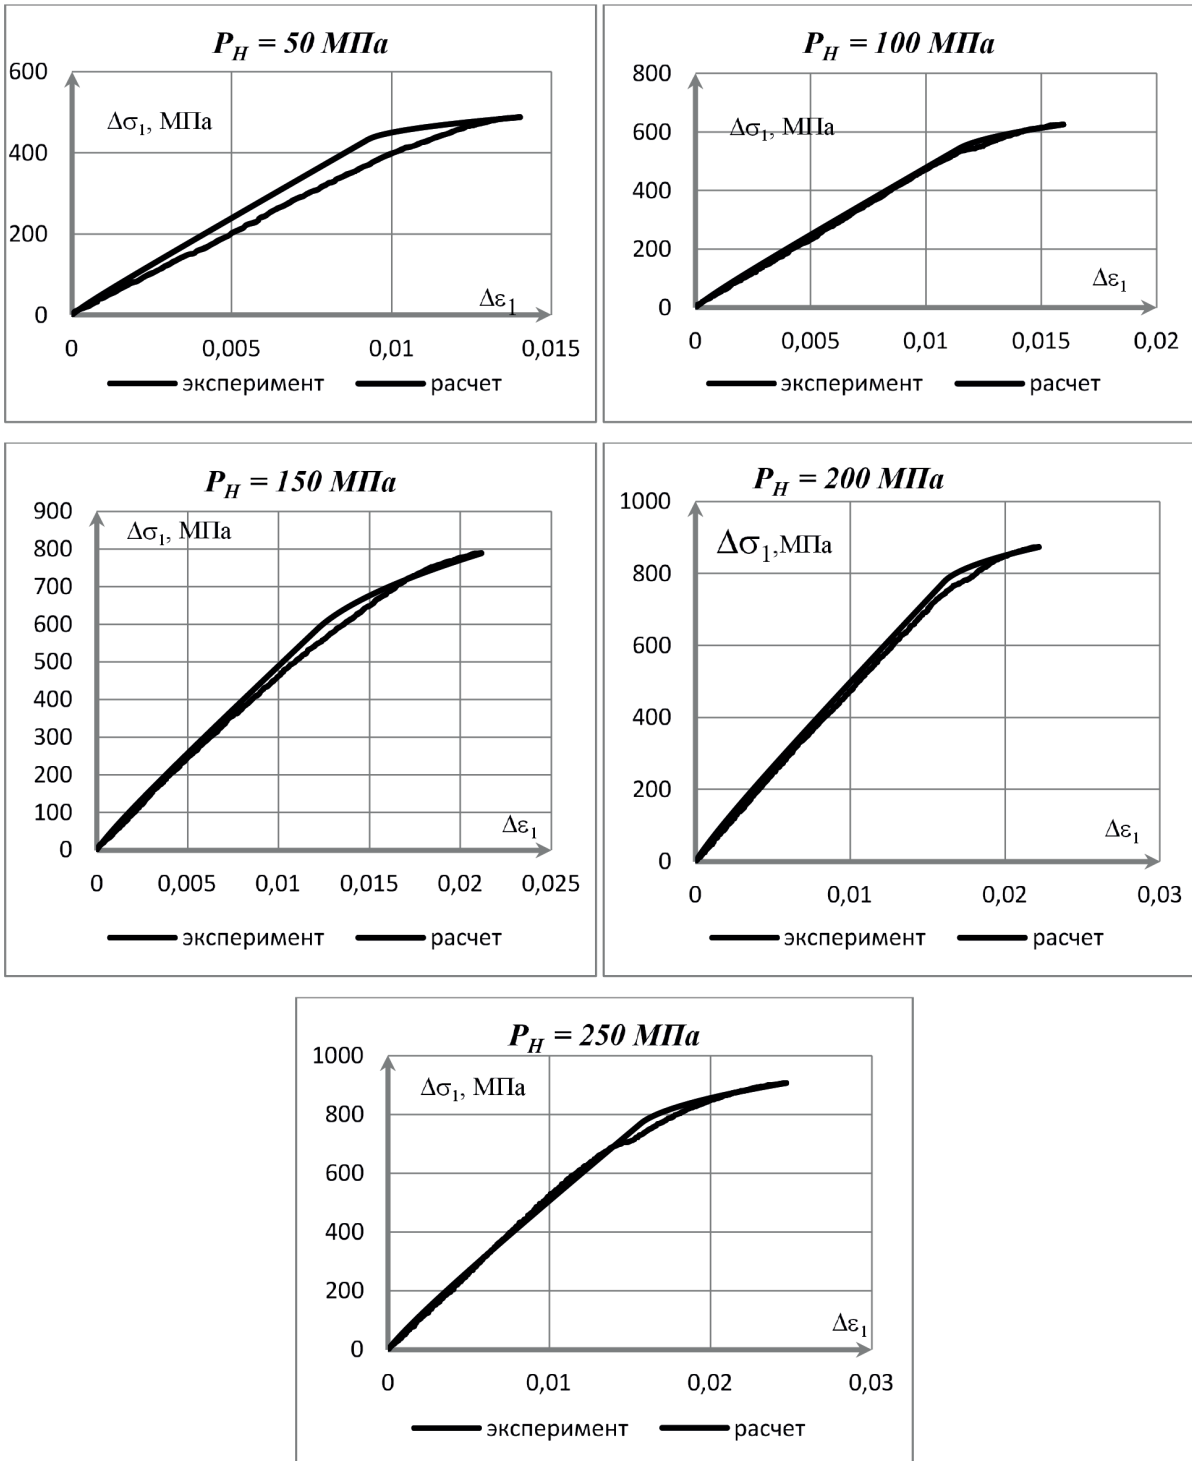 P_H = 50 МПа
600
Δσ₁, МПа
400
200
Δε₁
0
0 0,005 0,01 0,015
эксперимент расчет
P_H = 100 МПа
800
Δσ₁, МПа
600
400
200
Δε₁
0
0 0,005 0,01 0,015 0,02
эксперимент расчет
P_H = 150 МПа
900
Δσ₁, МПа
800
700
600
500
400
300
200
100
Δε₁
0
0 0,005 0,01 0,015 0,02 0,025
эксперимент расчет
P_H = 200 МПа
1000
Δσ₁,МПа
800
600
400
200
Δε₁
0
0 0,01 0,02 0,03
эксперимент расчет
P_H = 250 МПа
1000
Δσ₁, МПа
800
600
400
200
Δε₁
0
0 0,01 0,02 0,03
эксперимент расчет